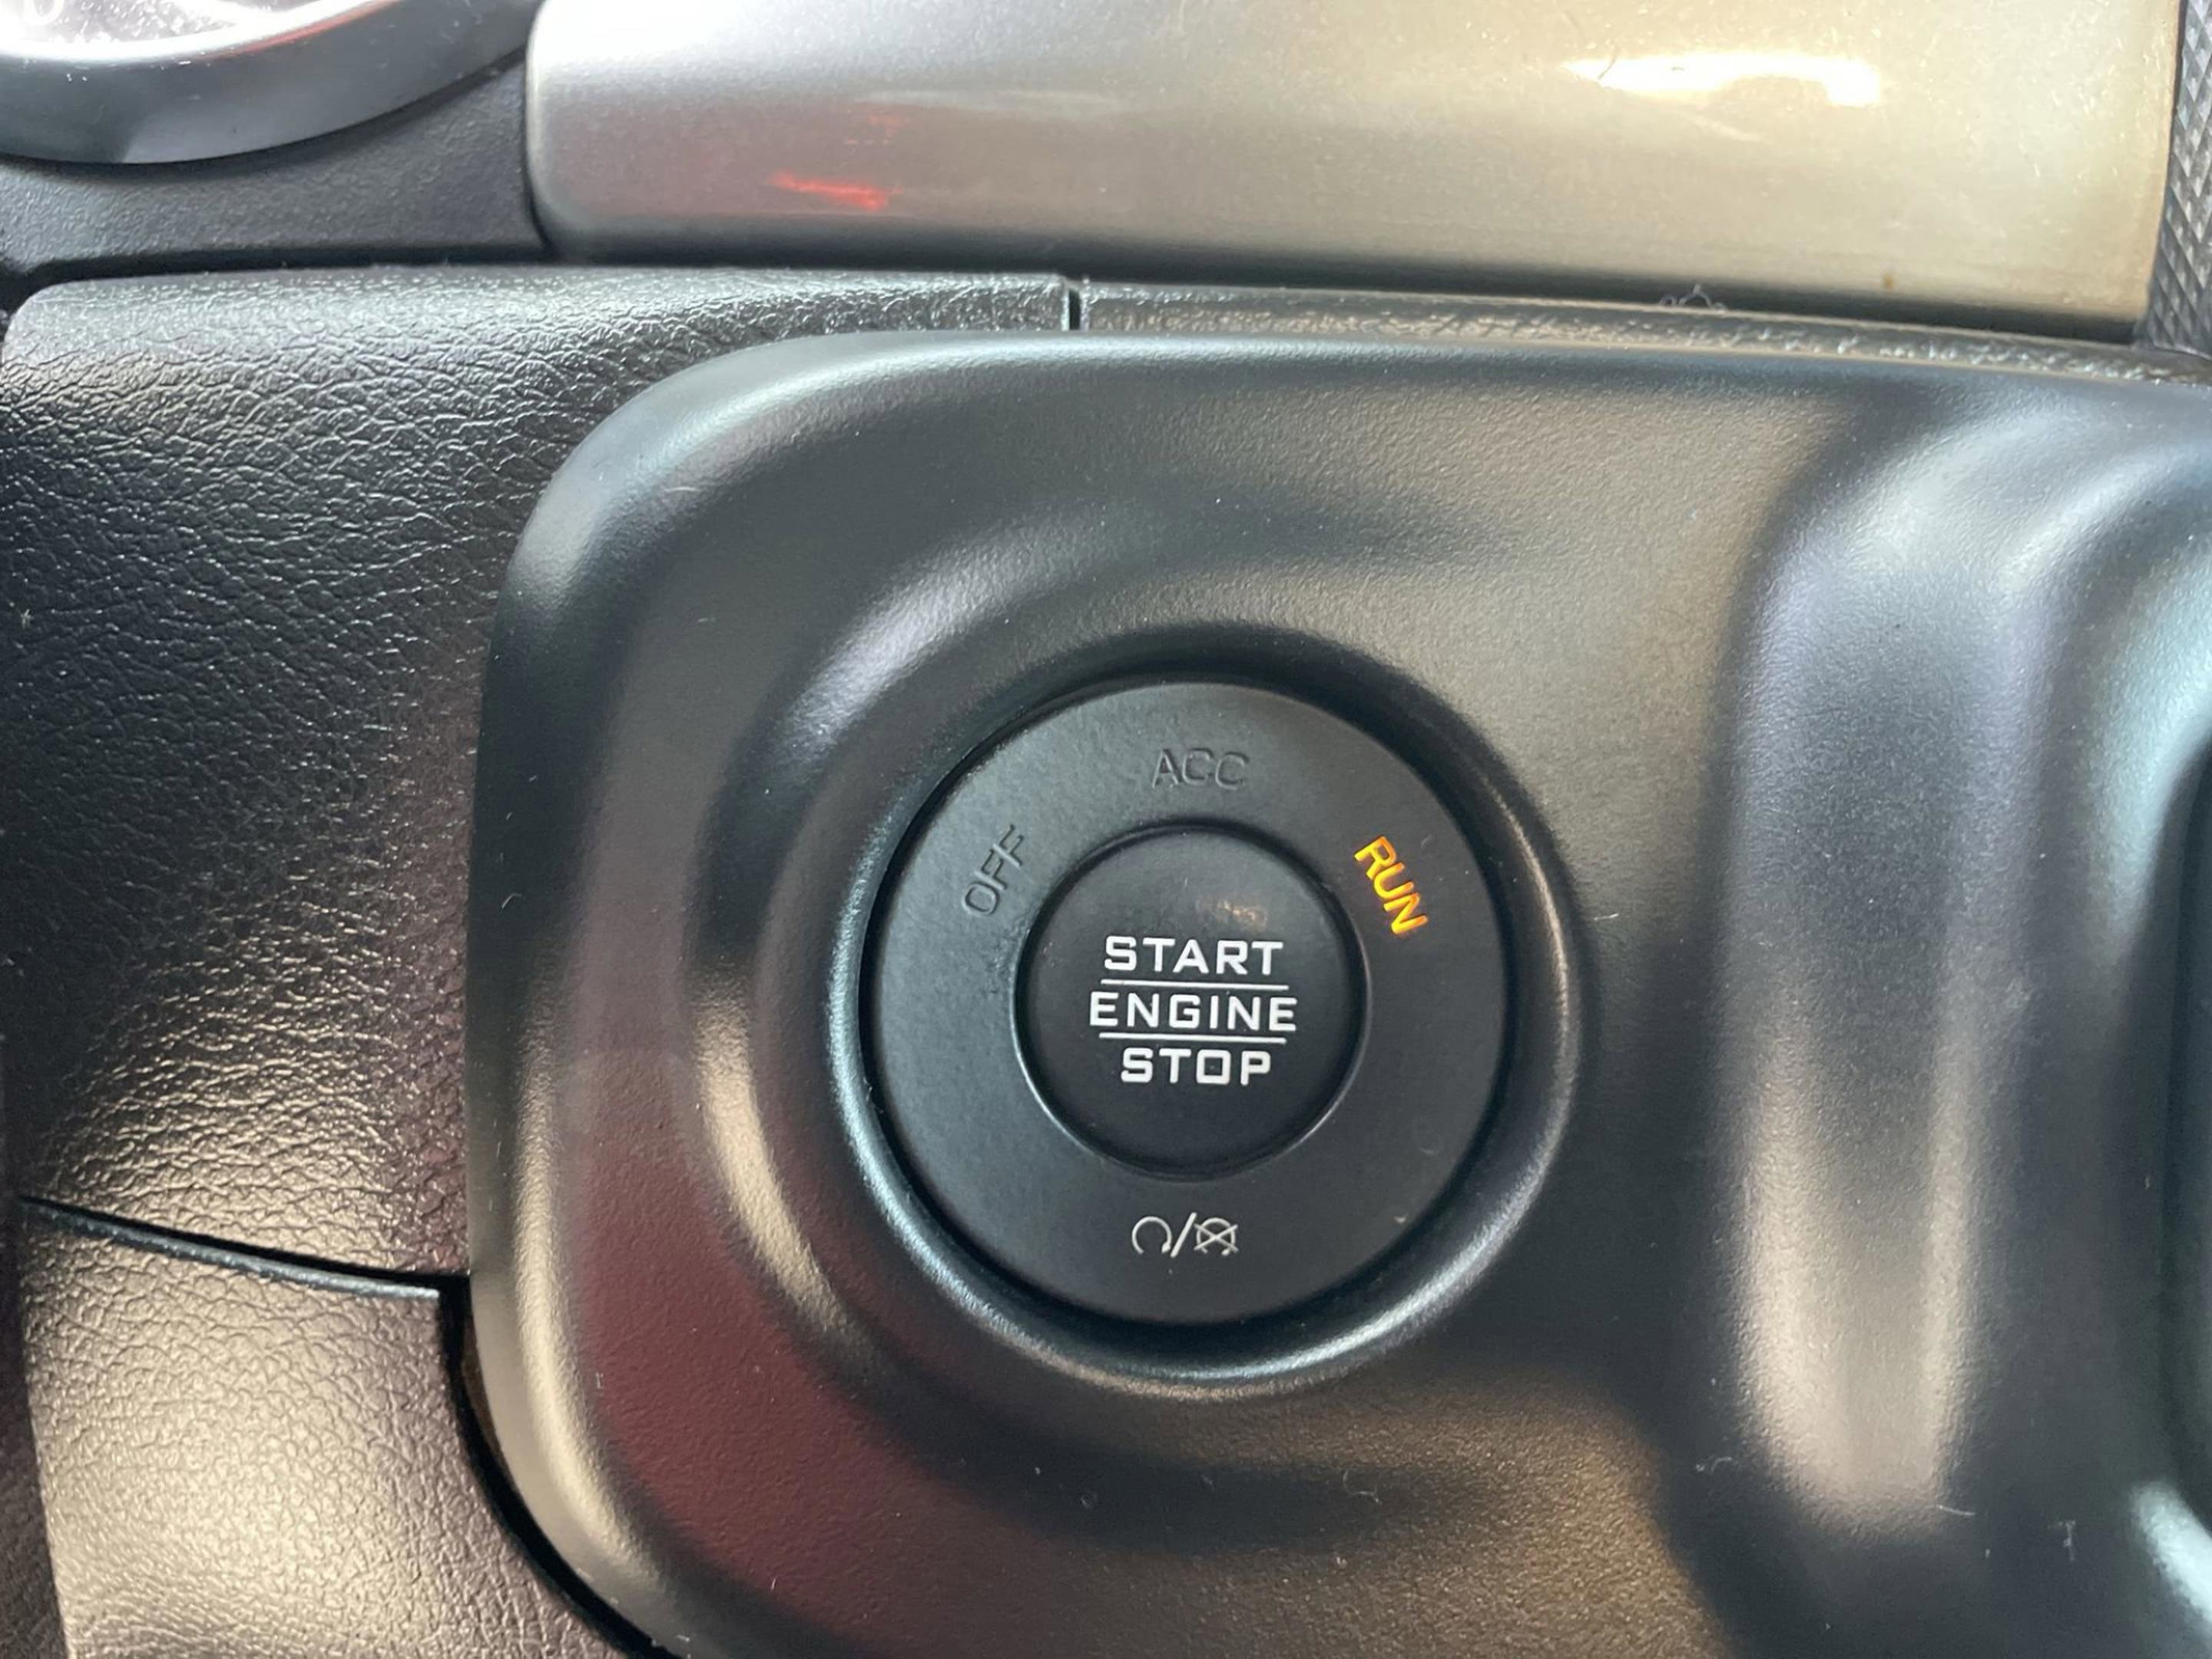 ACC
OFF
RUN
START
ENGINE
STOP